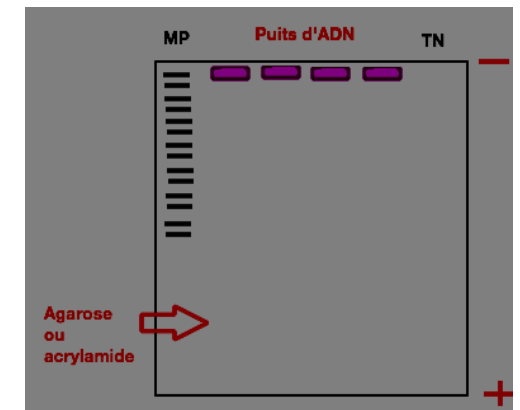 MP
Puits d'ADN
TN
−
Agarose
ou
acrylamide
+